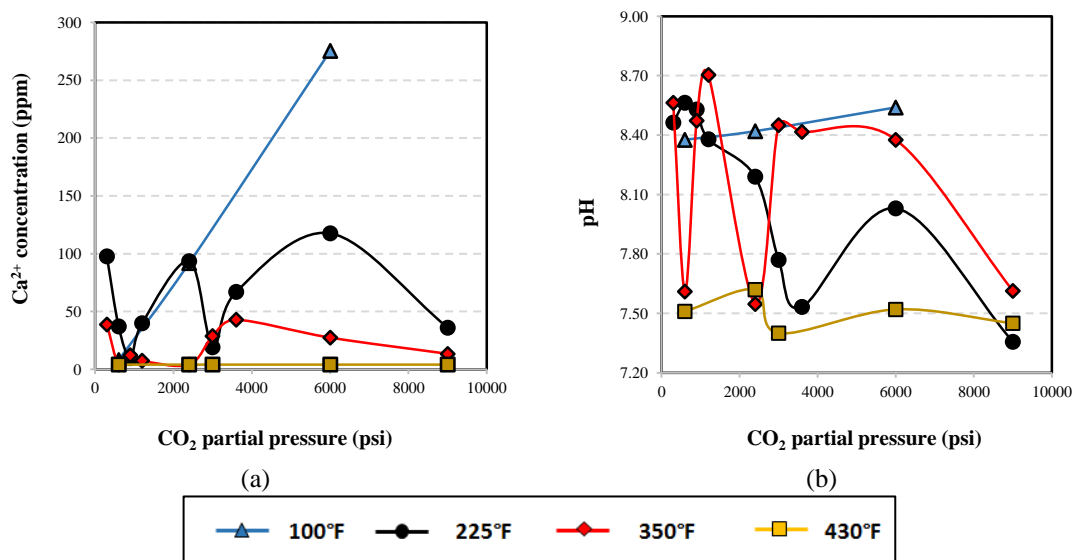 300
250
200
150
100
50
0
0 2000 4000 6000 8000 10000
Ca²⁺ concentration (ppm)
CO₂ partial pressure (psi)
(a)
9.00
8.70
8.40
8.10
7.80
7.50
7.20
0 2000 4000 6000 8000 10000
pH
CO₂ partial pressure (psi)
(b)
100°F 225°F 350°F 430°F